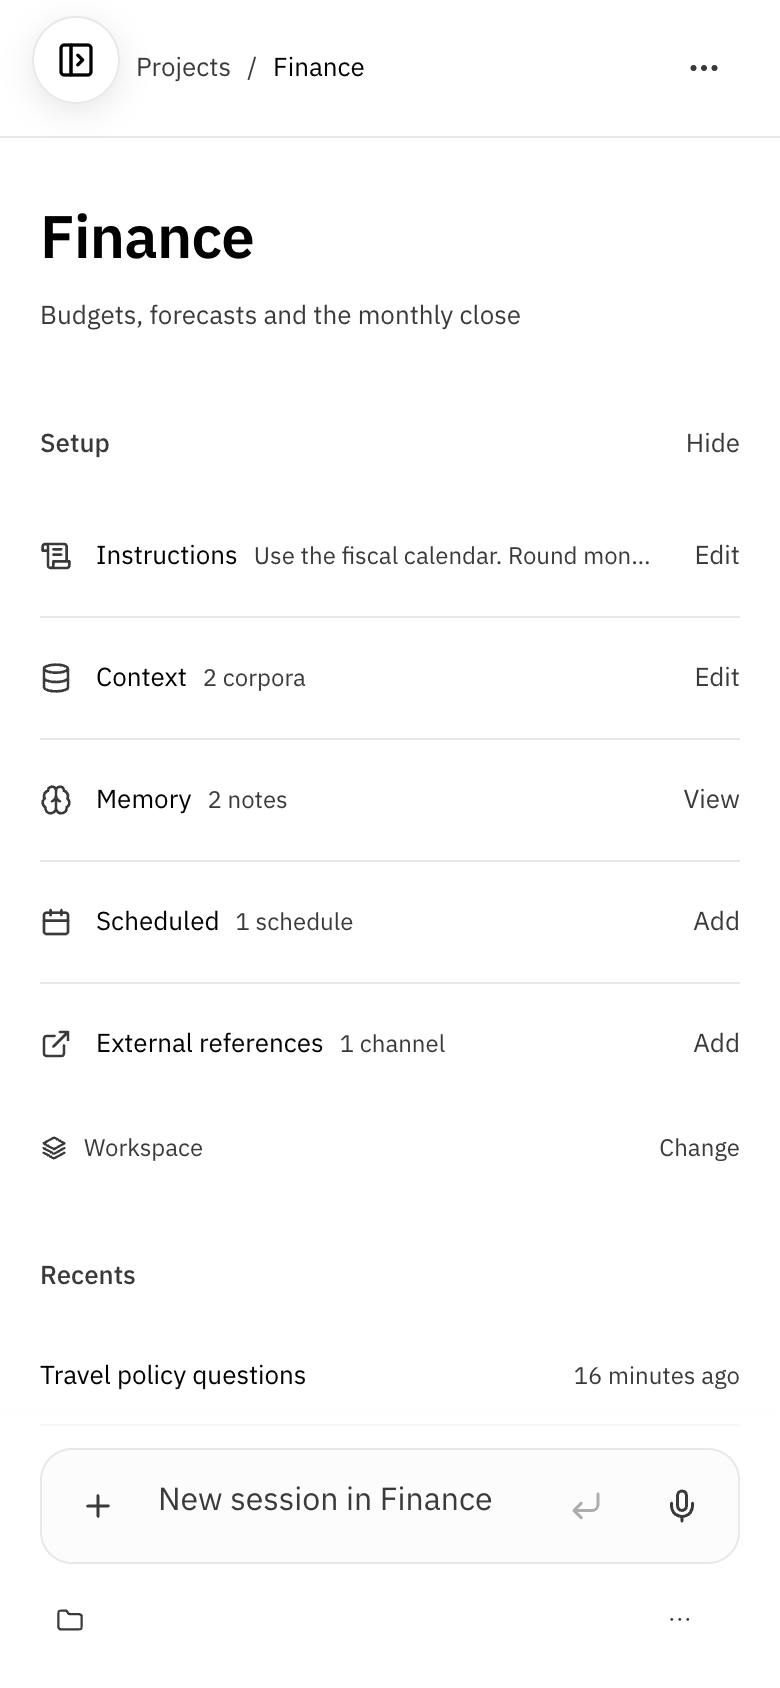 Projects / Finance
Finance
Budgets, forecasts and the monthly close
Setup Hide
Instructions Use the fiscal calendar. Round mon... Edit
Context 2 corpora Edit
Memory 2 notes View
Scheduled 1 schedule Add
External references 1 channel Add
Workspace Change
Recents
Travel policy questions 16 minutes ago
New session in Finance